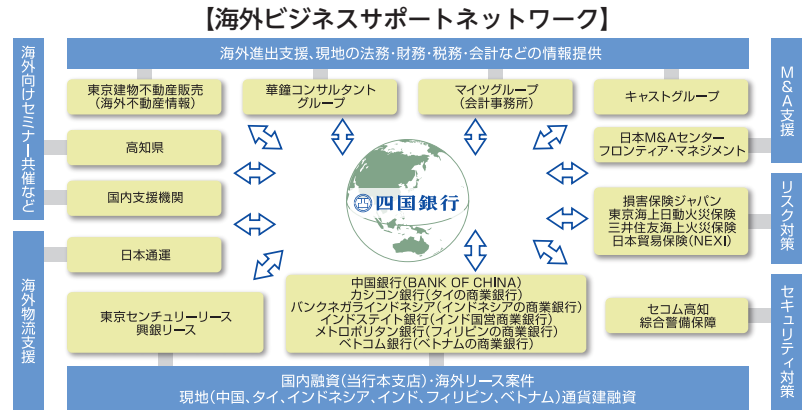 【海外ビジネスサポートネットワーク】
海外進出支援、現地の法務・財務・税務・会計などの情報提供
海外向けセミナー共催など
海外物流支援
東京建物不動産販売
(海外不動産情報)
華鐘コンサルタント
グループ
マイツグループ
(会計事務所)
キャストグループ
高知県
国内支援機関
日本通運
東京センチュリーリース
興銀リース
四国銀行
日本M&Aセンター
フロンティア・マネジメント
損害保険ジャパン
東京海上日動火災保険
三井住友海上火災保険
日本貿易保険(NEXI)
中国銀行(BANK OF CHINA)
カシコン銀行(タイの商業銀行)
バンクネガラインドネシア(インドネシアの商業銀行)
インドステイト銀行(インド国営商業銀行)
メトロポリタン銀行(フィリピンの商業銀行)
ベトコム銀行(ベトナムの商業銀行)
セコム高知
綜合警備保障
M&A支援
リスク対策
セキュリティ対策
国内融資(当行本支店)・海外リース案件
現地(中国、タイ、インドネシア、インド、フィリピン、ベトナム)通貨建融資